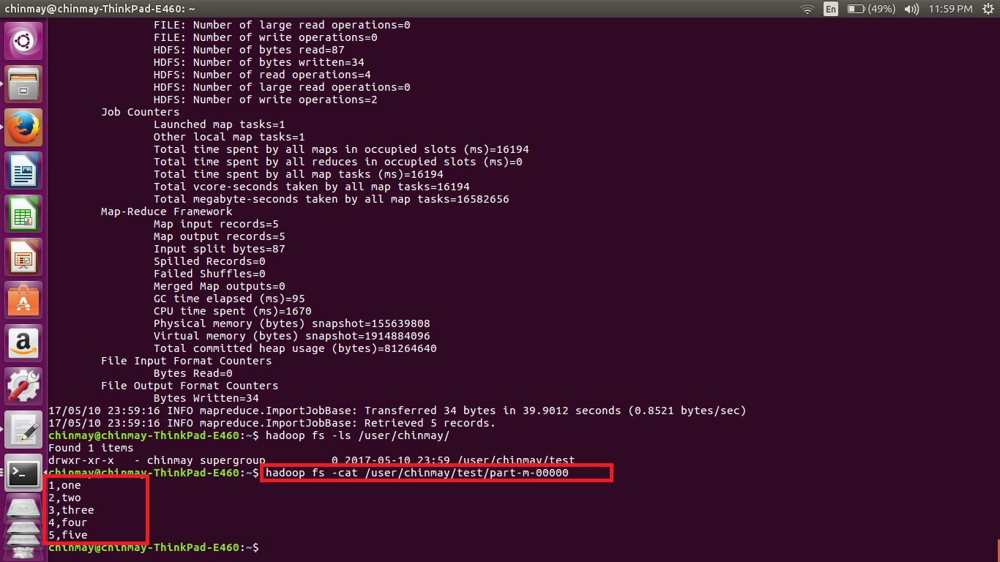 chinmay@chinmay-ThinkPad-E460: ~
En (49%) 11:59 PM
FILE: Number of large read operations=0
FILE: Number of write operations=0
HDFS: Number of bytes read=87
HDFS: Number of bytes written=34
HDFS: Number of read operations=4
HDFS: Number of large read operations=0
HDFS: Number of write operations=2
Job Counters
Launched map tasks=1
Other local map tasks=1
Total time spent by all maps in occupied slots (ms)=16194
Total time spent by all reduces in occupied slots (ms)=0
Total time spent by all map tasks (ms)=16194
Total vcore-seconds taken by all map tasks=16194
Total megabyte-seconds taken by all map tasks=16582656
Map-Reduce Framework
Map input records=5
Map output records=5
Input split bytes=87
Spilled Records=0
Failed Shuffles=0
Merged Map outputs=0
GC time elapsed (ms)=95
CPU time spent (ms)=1670
Physical memory (bytes) snapshot=155639808
Virtual memory (bytes) snapshot=1914884096
Total committed heap usage (bytes)=81264640
File Input Format Counters
Bytes Read=0
File Output Format Counters
Bytes Written=34
17/05/10 23:59:16 INFO mapreduce.ImportJobBase: Transferred 34 bytes in 39.9012 seconds (0.8521 bytes/sec)
17/05/10 23:59:16 INFO mapreduce.ImportJobBase: Retrieved 5 records.
chinmay@chinmay-ThinkPad-E460:~$ hadoop fs -ls /user/chinmay/
Found 1 items
drwxr-xr-x   - chinmay supergroup          0 2017-05-10 23:59 /user/chinmay/test
chinmay@chinmay-ThinkPad-E460:~$ hadoop fs -cat /user/chinmay/test/part-m-00000
1,one
2,two
3,three
4,four
5,five
chinmay@chinmay-ThinkPad-E460:~$